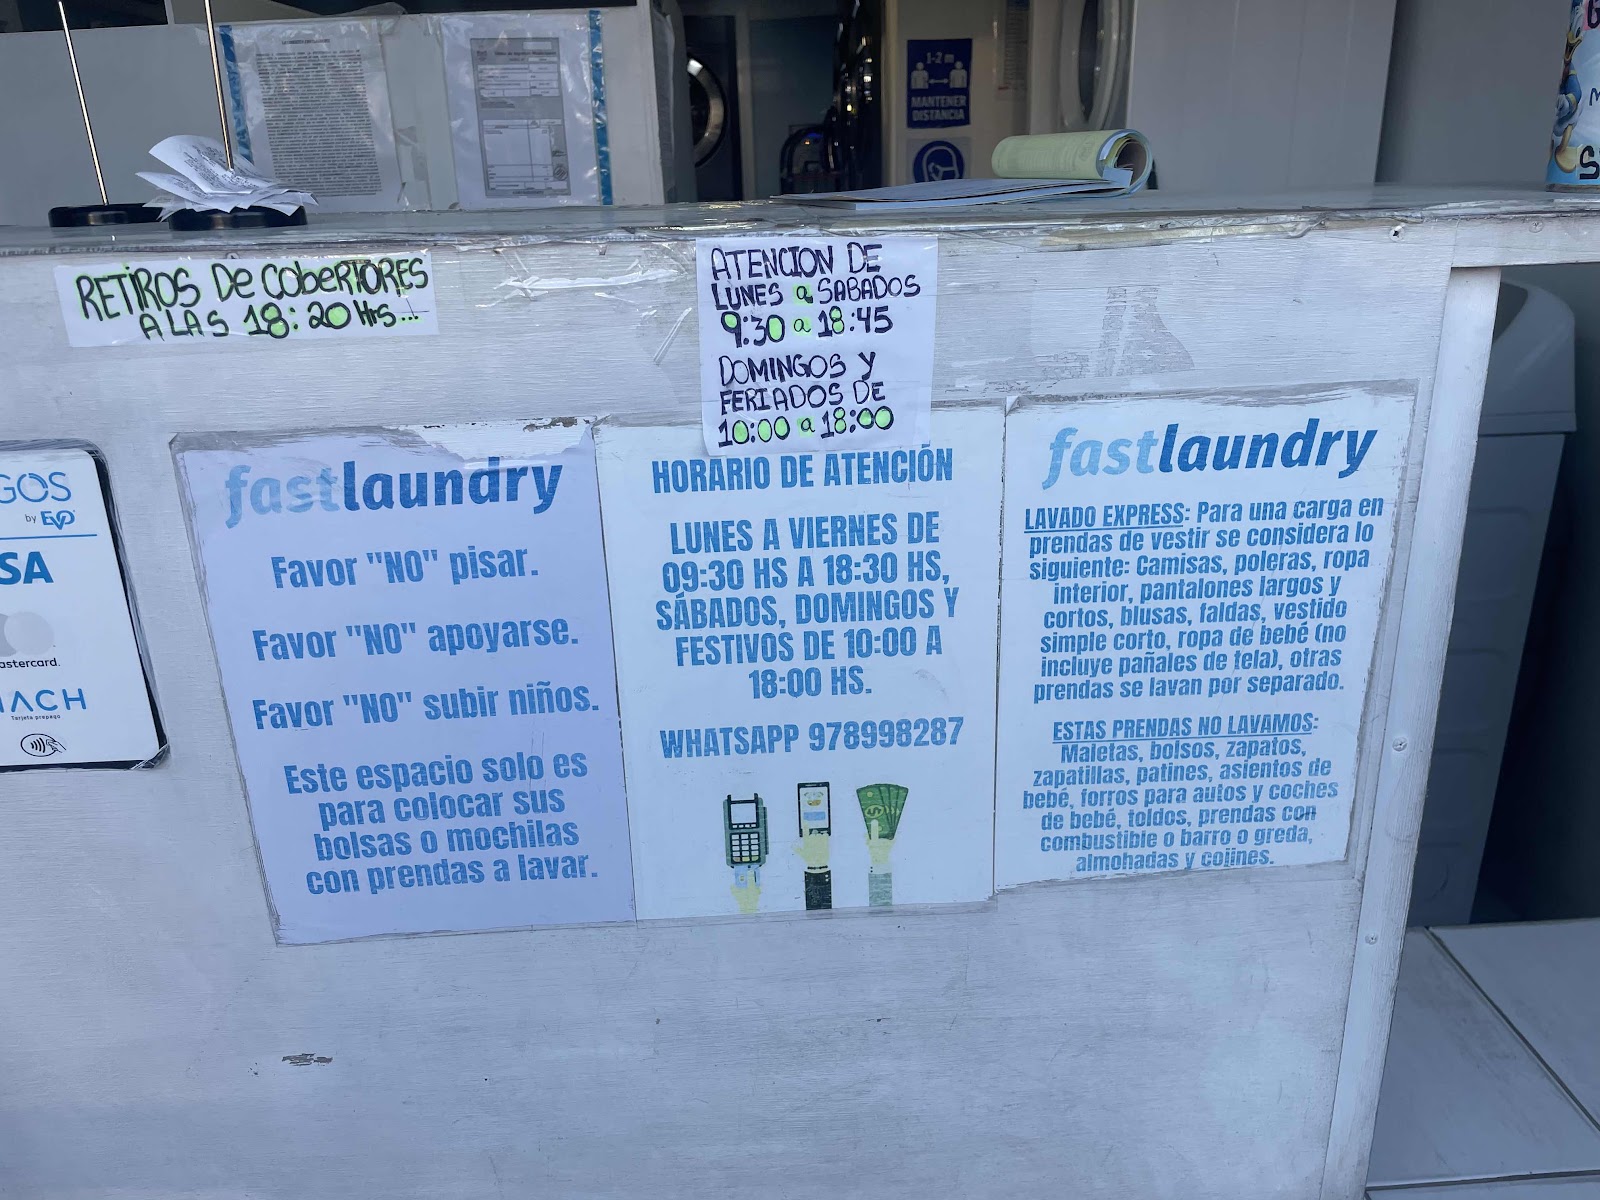 1-2 m
MANTENER
DISTANCIA
RETIROS De CObeRTORES
A LAS 18:20 Hrs...
ATENCION DE
LUNES a SABADOS
9:30 a 18:45
DOMINGOS Y
FERIADOS DE
10:00 a 18:00
GOS
by EVO
SA
astercard.
MACH
Tarjeta prepago
fastlaundry
Favor "NO" pisar.
Favor "NO" apoyarse.
Favor "NO" subir niños.
Este espacio solo es
para colocar sus
bolsas o mochilas
con prendas a lavar.
HORARIO DE ATENCIÓN
LUNES A VIERNES DE
09:30 HS A 18:30 HS,
SÁBADOS, DOMINGOS Y
FESTIVOS DE 10:00 A
18:00 HS.
WHATSAPP 978998287
fastlaundry
LAVADO EXPRESS: Para una carga en
prendas de vestir se considera lo
siguiente: Camisas, poleras, ropa
interior, pantalones largos y
cortos, blusas, faldas, vestido
simple corto, ropa de bebé (no
incluye pañales de tela), otras
prendas se lavan por separado.
ESTAS PRENDAS NO LAVAMOS:
Maletas, bolsos, zapatos,
zapatillas, patines, asientos de
bebé, forros para autos y coches
de bebé, toldos, prendas con
combustible o barro o greda,
almohadas y cojines.